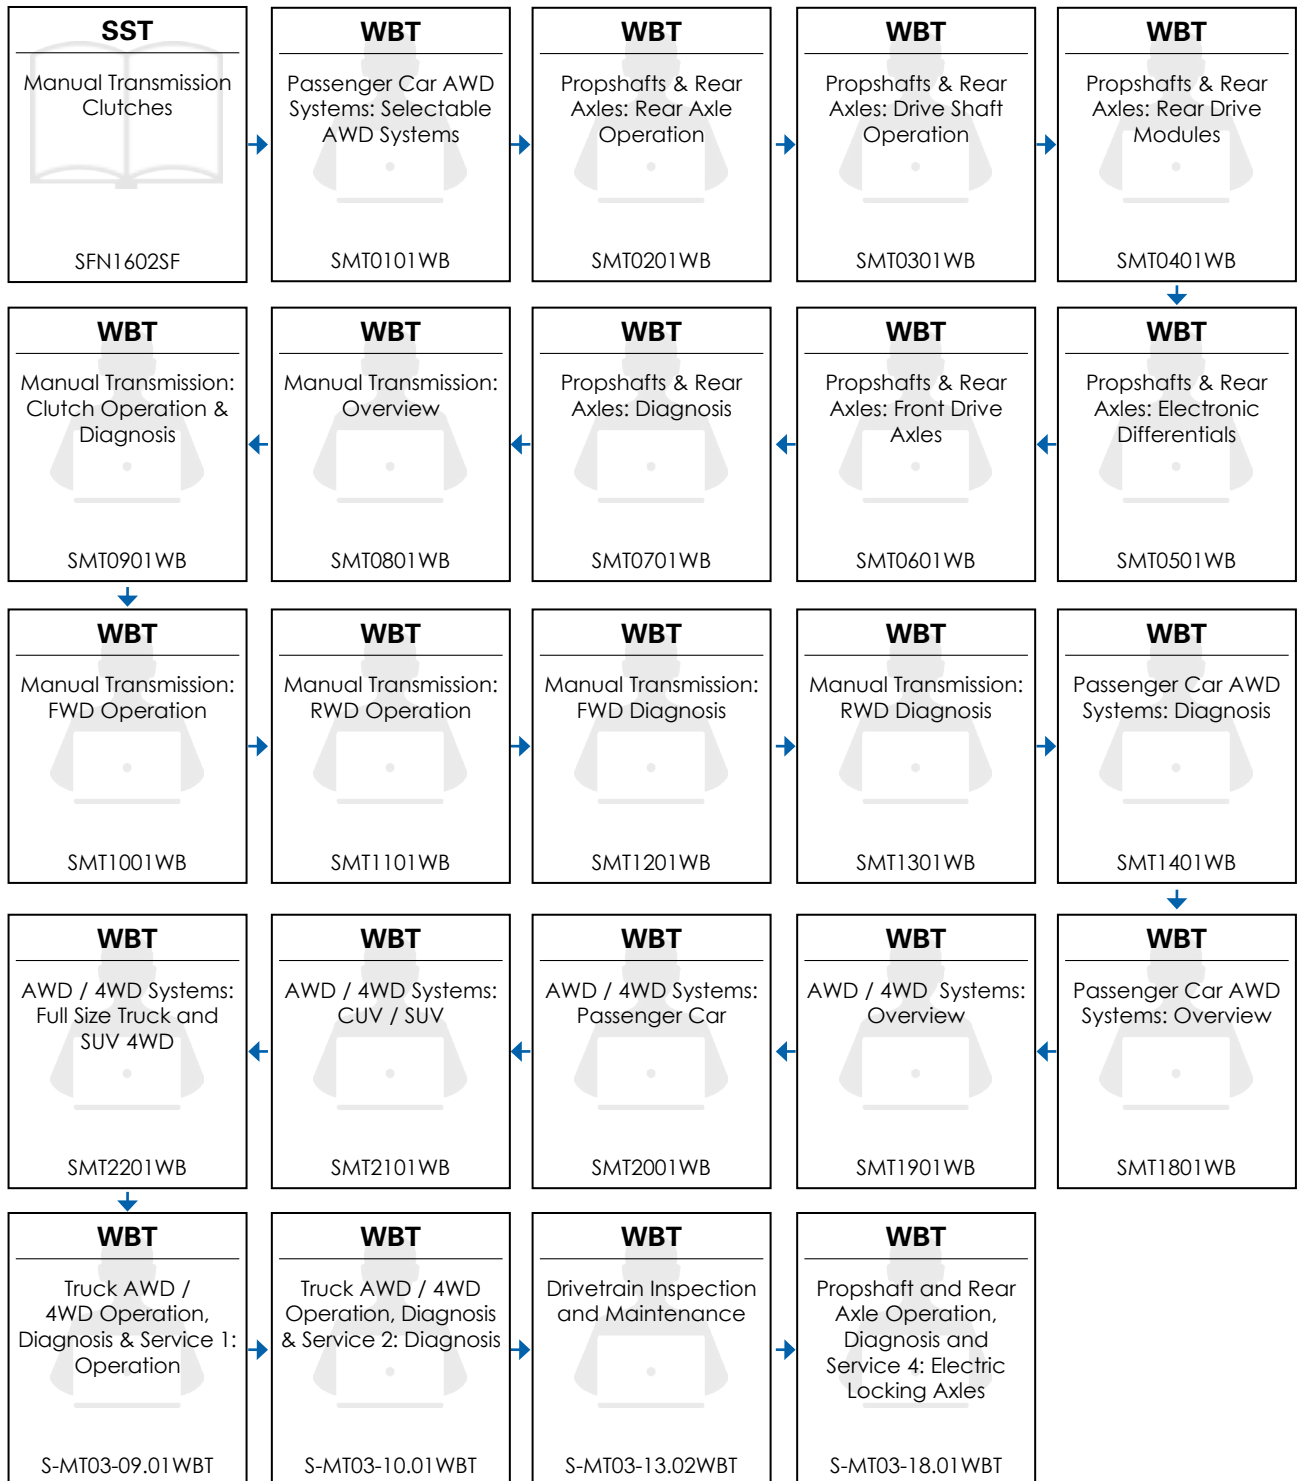 SST
Manual Transmission
Clutches
SFN1602SF
WBT
Passenger Car AWD
Systems: Selectable
AWD Systems
SMT0101WB
WBT
Propshafts & Rear
Axles: Rear Axle
Operation
SMT0201WB
WBT
Propshafts & Rear
Axles: Drive Shaft
Operation
SMT0301WB
WBT
Propshafts & Rear
Axles: Rear Drive
Modules
SMT0401WB
WBT
Propshafts & Rear
Axles: Electronic
Differentials
SMT0501WB
WBT
Propshafts & Rear
Axles: Front Drive
Axles
SMT0601WB
WBT
Propshafts & Rear
Axles: Diagnosis
SMT0701WB
WBT
Manual Transmission:
Overview
SMT0801WB
WBT
Manual Transmission:
Clutch Operation &
Diagnosis
SMT0901WB
WBT
Manual Transmission:
FWD Operation
SMT1001WB
WBT
Manual Transmission:
RWD Operation
SMT1101WB
WBT
Manual Transmission:
FWD Diagnosis
SMT1201WB
WBT
Manual Transmission:
RWD Diagnosis
SMT1301WB
WBT
Passenger Car AWD
Systems: Diagnosis
SMT1401WB
WBT
Passenger Car AWD
Systems: Overview
SMT1801WB
WBT
AWD / 4WD Systems:
Overview
SMT1901WB
WBT
AWD / 4WD Systems:
Passenger Car
SMT2001WB
WBT
AWD / 4WD Systems:
CUV / SUV
SMT2101WB
WBT
AWD / 4WD Systems:
Full Size Truck and
SUV 4WD
SMT2201WB
WBT
Truck AWD /
4WD Operation,
Diagnosis & Service 1:
Operation
S-MT03-09.01WBT
WBT
Truck AWD / 4WD
Operation, Diagnosis
& Service 2: Diagnosis
S-MT03-10.01WBT
WBT
Drivetrain Inspection
and Maintenance
S-MT03-13.02WBT
WBT
Propshaft and Rear
Axle Operation,
Diagnosis and
Service 4: Electric
Locking Axles
S-MT03-18.01WBT